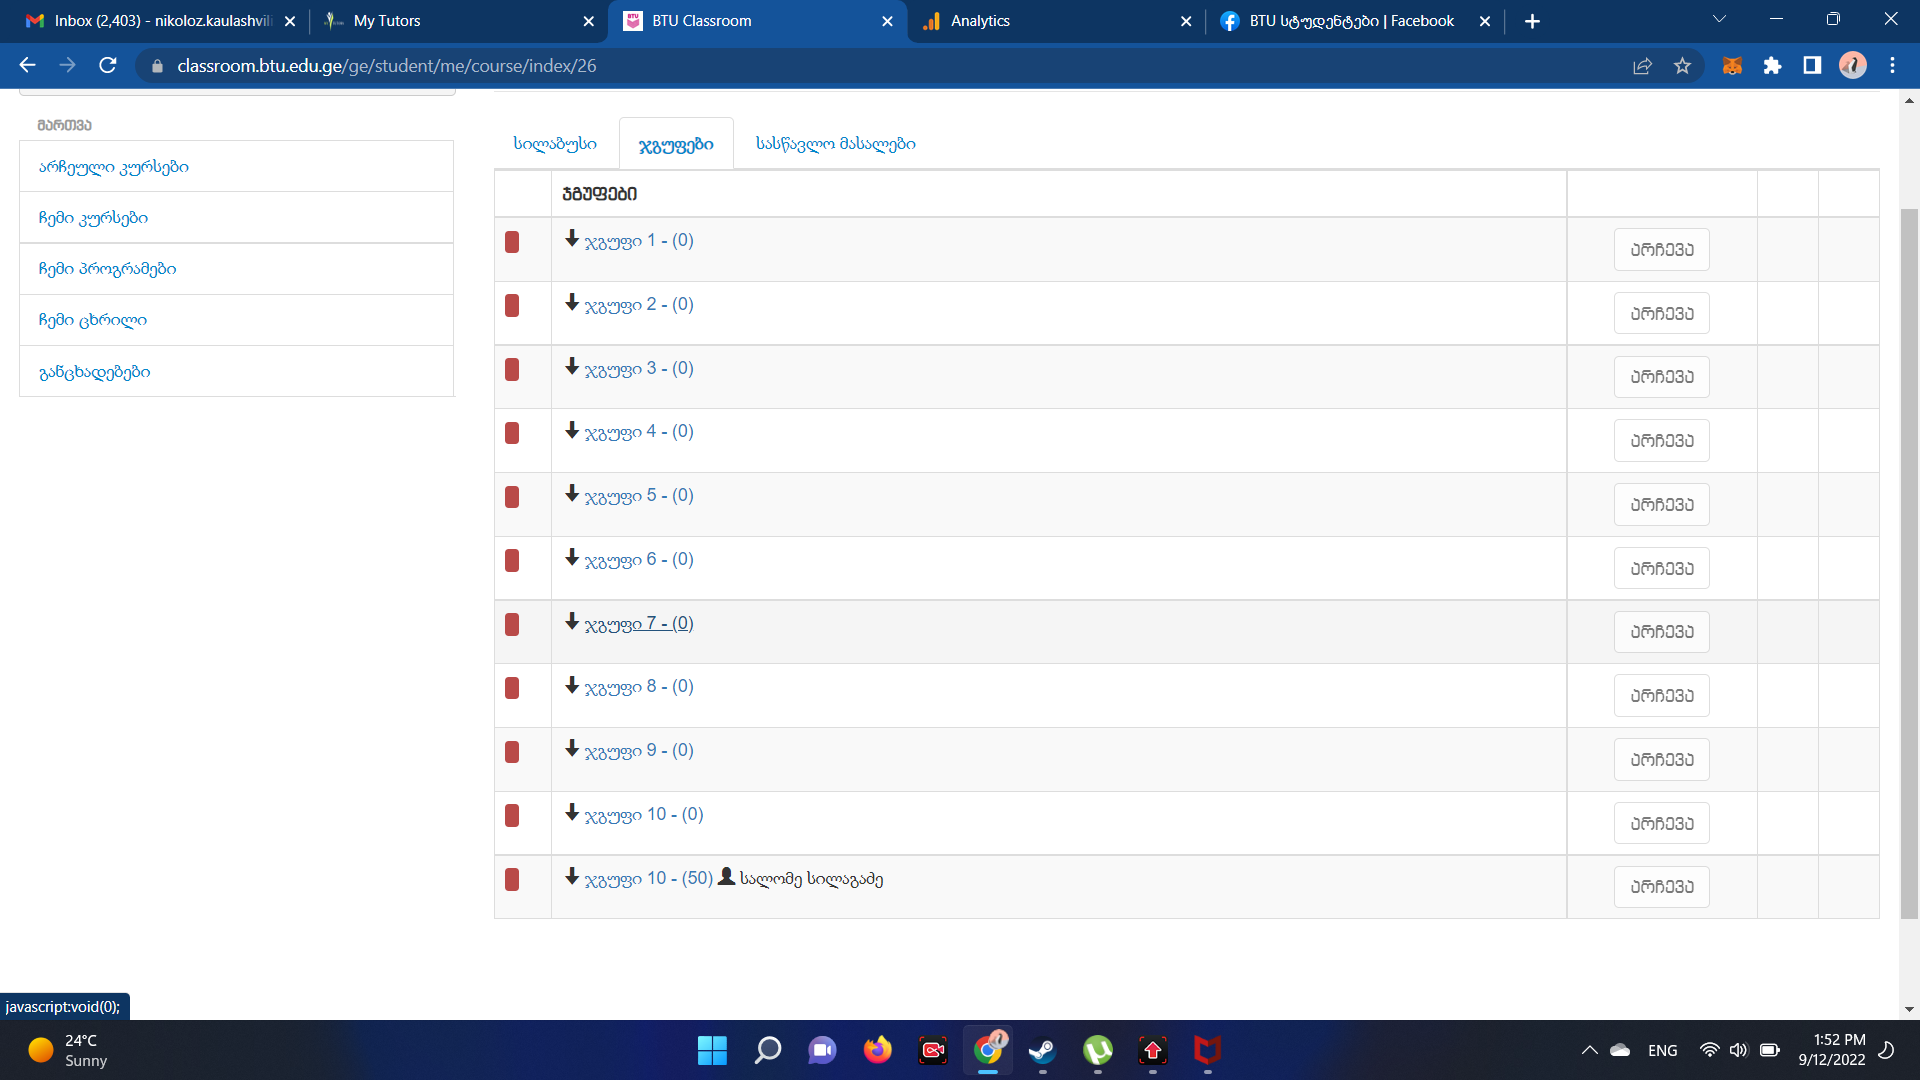 Inbox (2,403) - nikoloz.kaulashvili
My Tutors
BTU Classroom
Analytics
BTU სტუდენტები | Facebook
classroom.btu.edu.ge/ge/student/me/course/index/26
მართვა
არჩეული კურსები
ჩემი კურსები
ჩემი პროგრამები
ჩემი ცხრილი
განცხადებები
სილაბუსი
ჯგუფები
სასწავლო მასალები
ჯგუფები
ჯგუფი 1 - (0)
არჩევა
ჯგუფი 2 - (0)
არჩევა
ჯგუფი 3 - (0)
არჩევა
ჯგუფი 4 - (0)
არჩევა
ჯგუფი 5 - (0)
არჩევა
ჯგუფი 6 - (0)
არჩევა
ჯგუფი 7 - (0)
არჩევა
ჯგუფი 8 - (0)
არჩევა
ჯგუფი 9 - (0)
არჩევა
ჯგუფი 10 - (0)
არჩევა
ჯგუფი 10 - (50) სალომე სილაგაძე
არჩევა
javascript:void(0);
24°C
Sunny
ENG
1:52 PM
9/12/2022